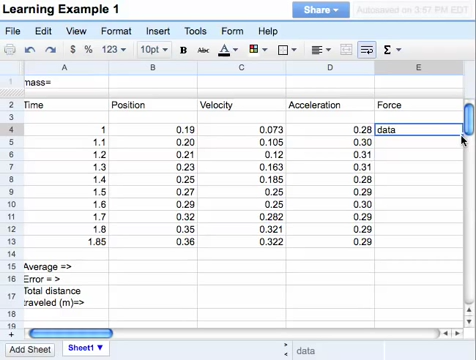 Learning Example 1
Share
Autosaved on 3:57 PM EDT
File Edit View Format Insert Tools Form Help
$ % 123 10pt B Abc A Σ
A B C D E
1 mass=
2 Time Position Velocity Acceleration Force
3
4 1 0.19 0.073 0.28 data
5 1.1 0.20 0.105 0.30
6 1.2 0.21 0.12 0.31
7 1.3 0.23 0.163 0.31
8 1.4 0.25 0.185 0.28
9 1.5 0.27 0.25 0.29
10 1.6 0.29 0.25 0.30
11 1.7 0.32 0.282 0.29
12 1.8 0.35 0.321 0.29
13 1.85 0.36 0.322 0.29
14
15 Average =>
16 Error = >
17 Total distance
traveled (m)=>
18
19
+
Add Sheet Sheet1 data